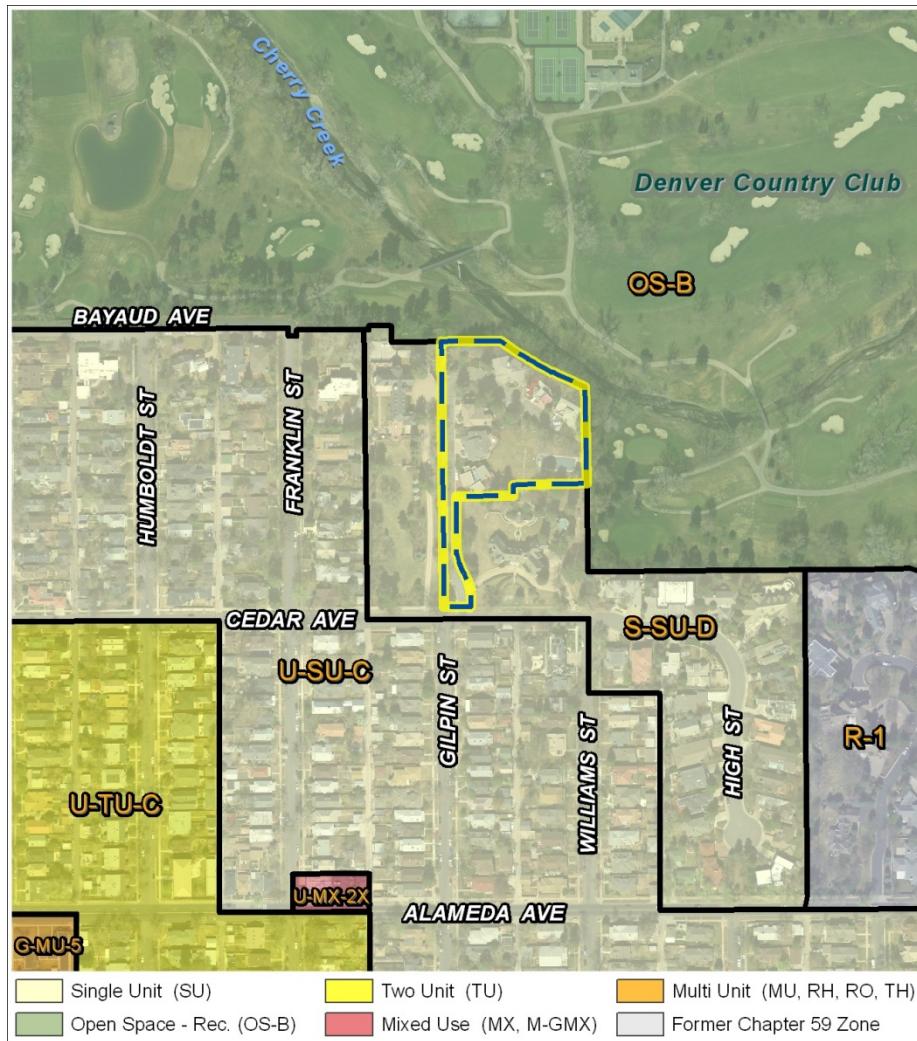 Cherry Creek
Denver Country Club
OS-B
BAYAUD AVE
HUMBOLDT ST
FRANKLIN ST
CEDAR AVE
S-SU-D
U-SU-C
GILPIN ST
WILLIAMS ST
HIGH ST
R-1
U-TU-C
U-MX-2X
ALAMEDA AVE
G-MU-5
Single Unit (SU)
Two Unit (TU)
Multi Unit (MU, RH, RO, TH)
Open Space - Rec. (OS-B)
Mixed Use (MX, M-GMX)
Former Chapter 59 Zone